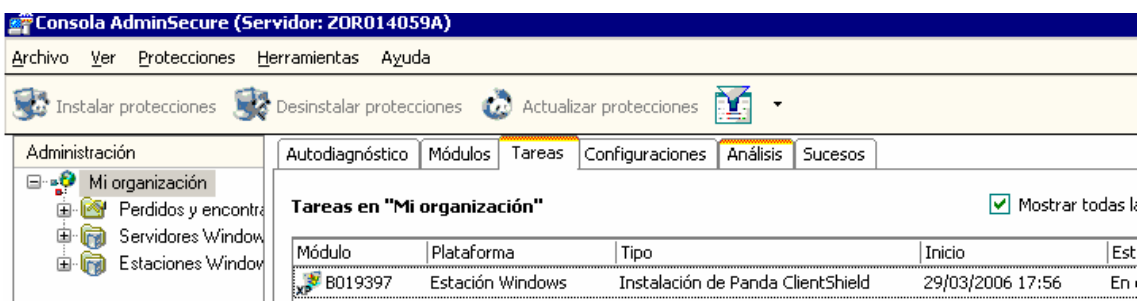 Consola AdminSecure (Servidor: ZOR014059A)
Archivo Ver Protecciones Herramientas Ayuda
Instalar protecciones Desinstalar protecciones Actualizar protecciones
Administración
Mi organización
Perdidos y encontra
Servidores Window
Estaciones Window
Autodiagnóstico Módulos Tareas Configuraciones Análisis Sucesos
Tareas en "Mi organización" Mostrar todas la
Módulo Plataforma Tipo Inicio Est
XP B019397 Estación Windows Instalación de Panda ClientShield 29/03/2006 17:56 En